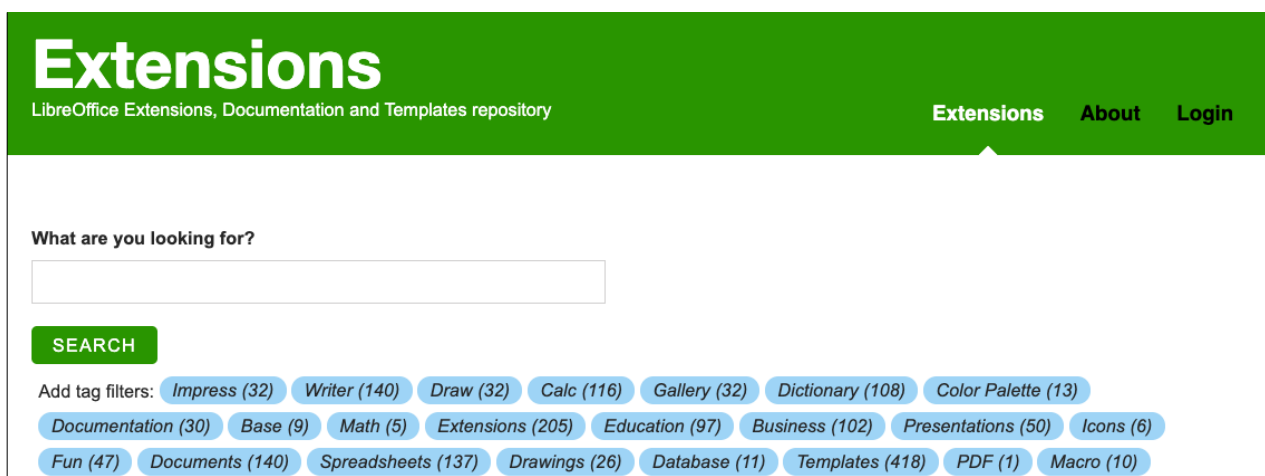 Extensions
LibreOffice Extensions, Documentation and Templates repository
Extensions About Login
What are you looking for?
SEARCH
Add tag filters: Impress (32) Writer (140) Draw (32) Calc (116) Gallery (32) Dictionary (108) Color Palette (13)
Documentation (30) Base (9) Math (5) Extensions (205) Education (97) Business (102) Presentations (50) Icons (6)
Fun (47) Documents (140) Spreadsheets (137) Drawings (26) Database (11) Templates (418) PDF (1) Macro (10)